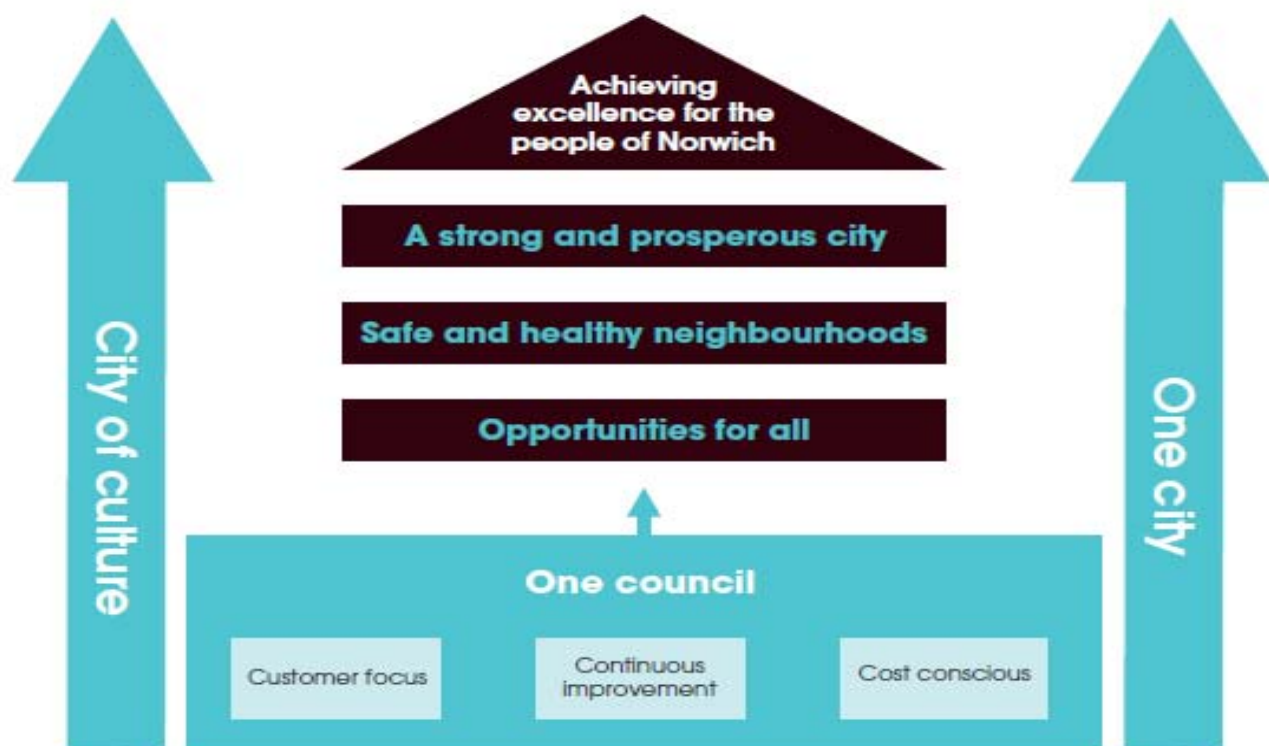 Achieving
excellence for the
people of Norwich
A strong and prosperous city
Safe and healthy neighbourhoods
Opportunities for all
City of culture
One city
One council
Customer focus
Continuous
improvement
Cost conscious